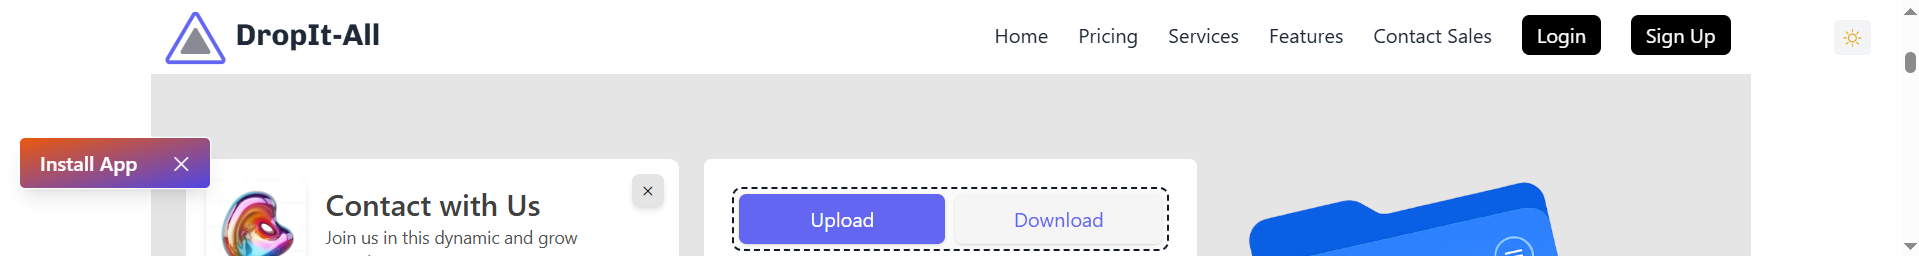 DropIt-All
Home Pricing Services Features Contact Sales Login Sign Up
Install App
Contact with Us
Join us in this dynamic and grow
Upload Download